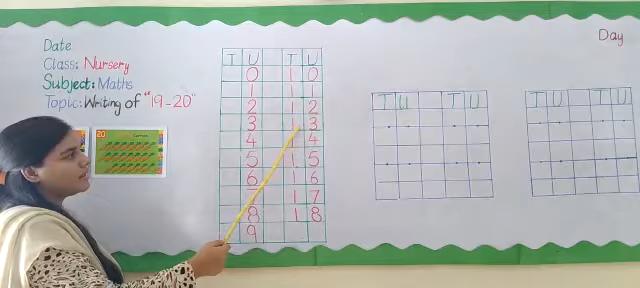 Date
Class: Nursery
Subject: Maths
Topic: Writing of "19-20"
Day
T U T U
0 1 0
1 1 1
2 1 2
3 1 3
4 1 4
5 1 5
6 1 6
7 1 7
8 1 8
9
T U T U
T U T U
20